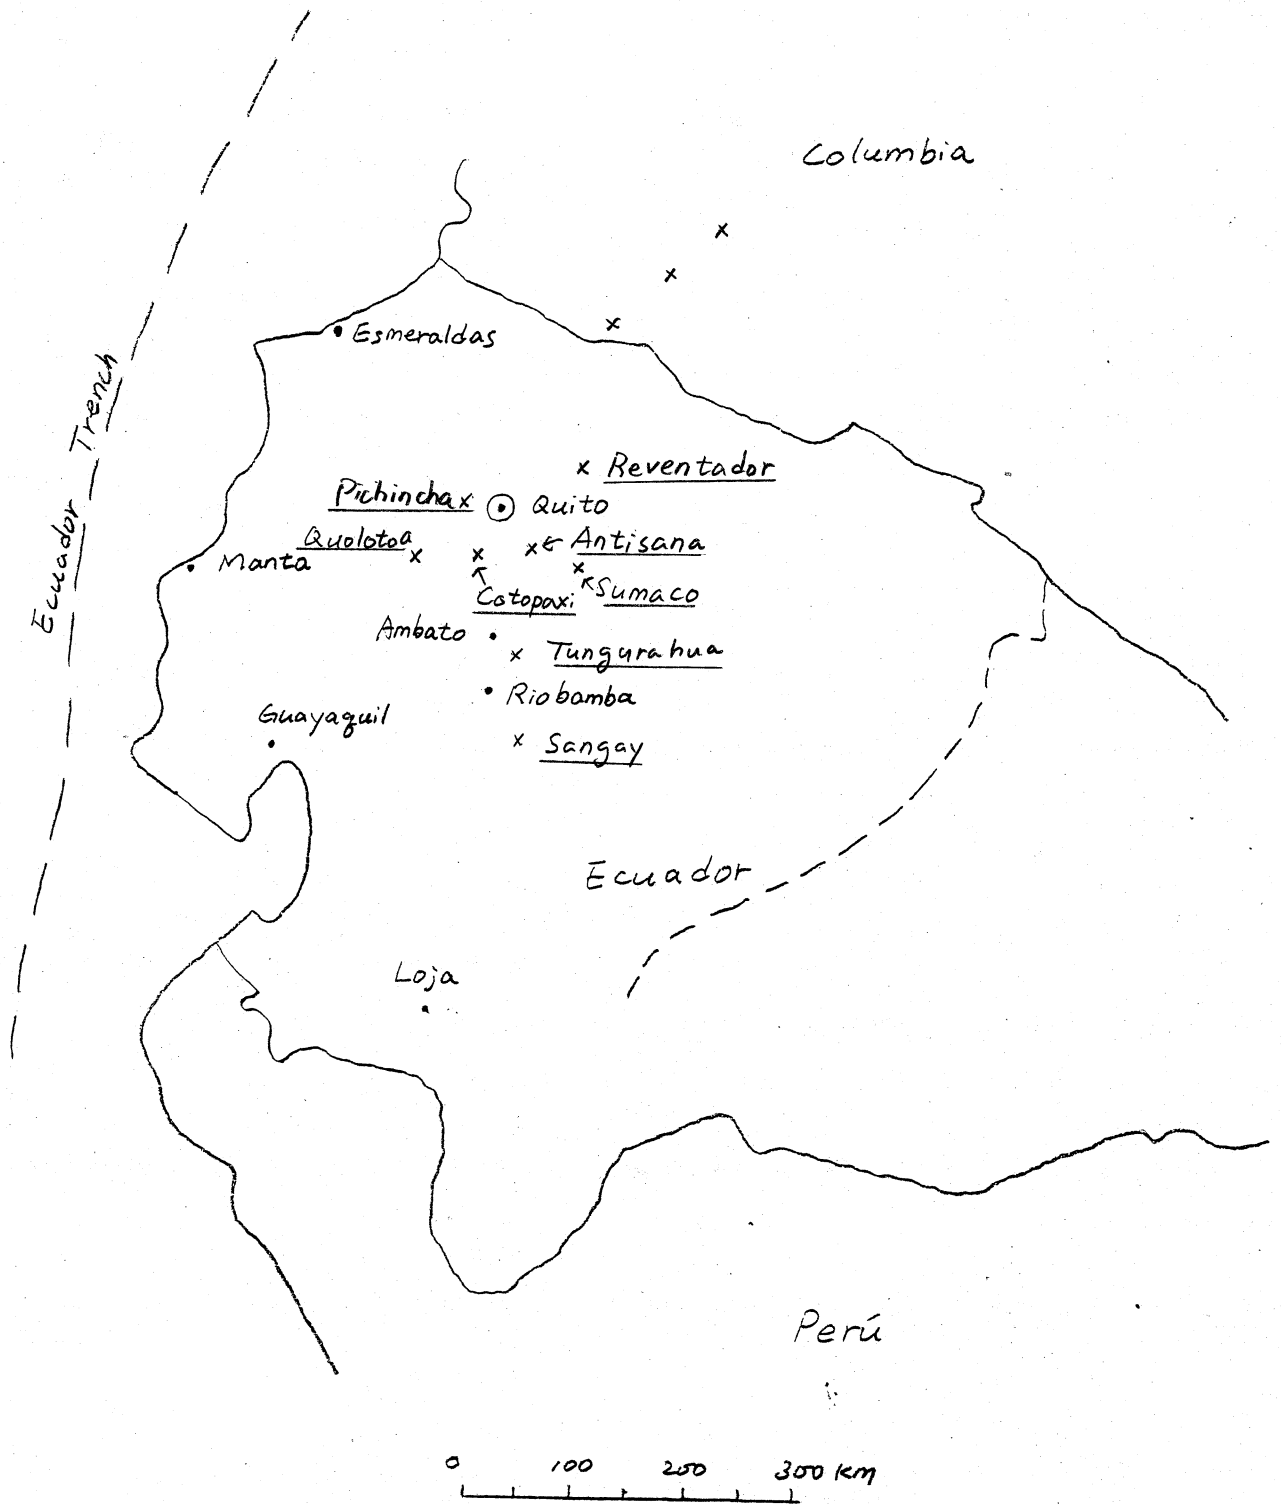 Columbia
Esmeraldas
Ecuador Trench
Reventador
Pichincha
Quito
Quolotoa
Antisana
Manta
Cotopaxi
Sumaco
Ambato
Tungurahua
Riobamba
Guayaquil
Sangay
Ecuador
Loja
Perú
0 100 200 300 km